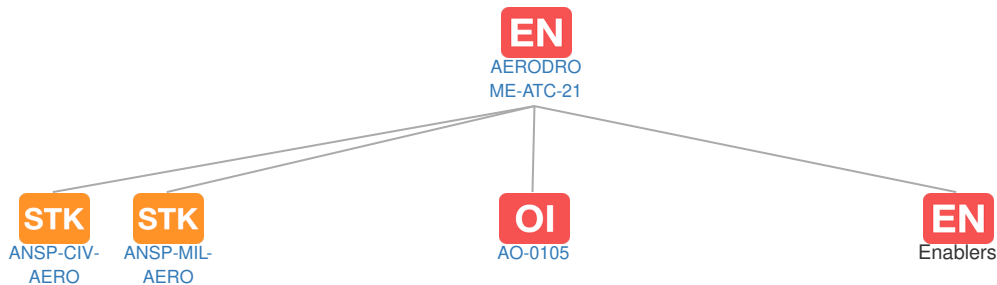 EN
AERODRO
ME-ATC-21
STK
STK
OI
EN
ANSP-CIV-
AERO
ANSP-MIL-
AERO
AO-0105
Enablers